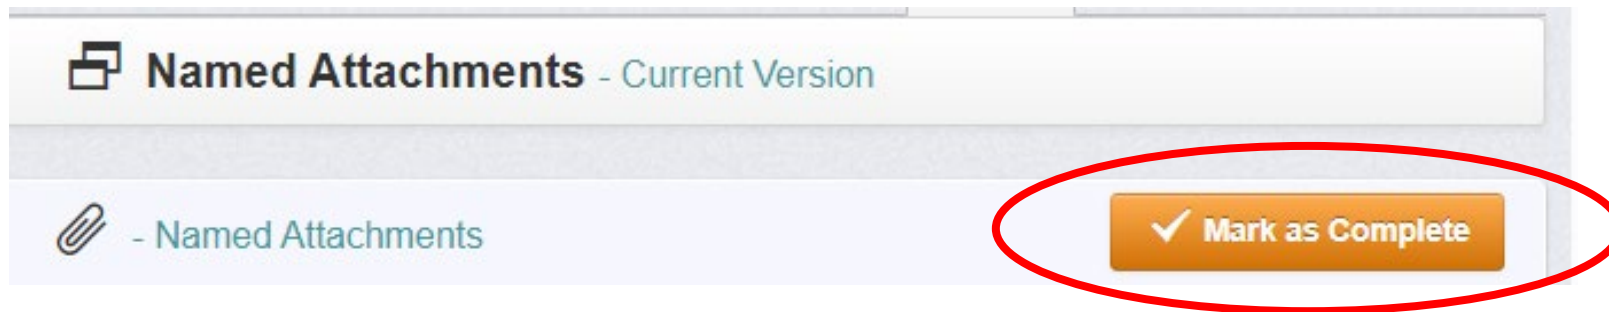 Named Attachments - Current Version
- Named Attachments
Mark as Complete